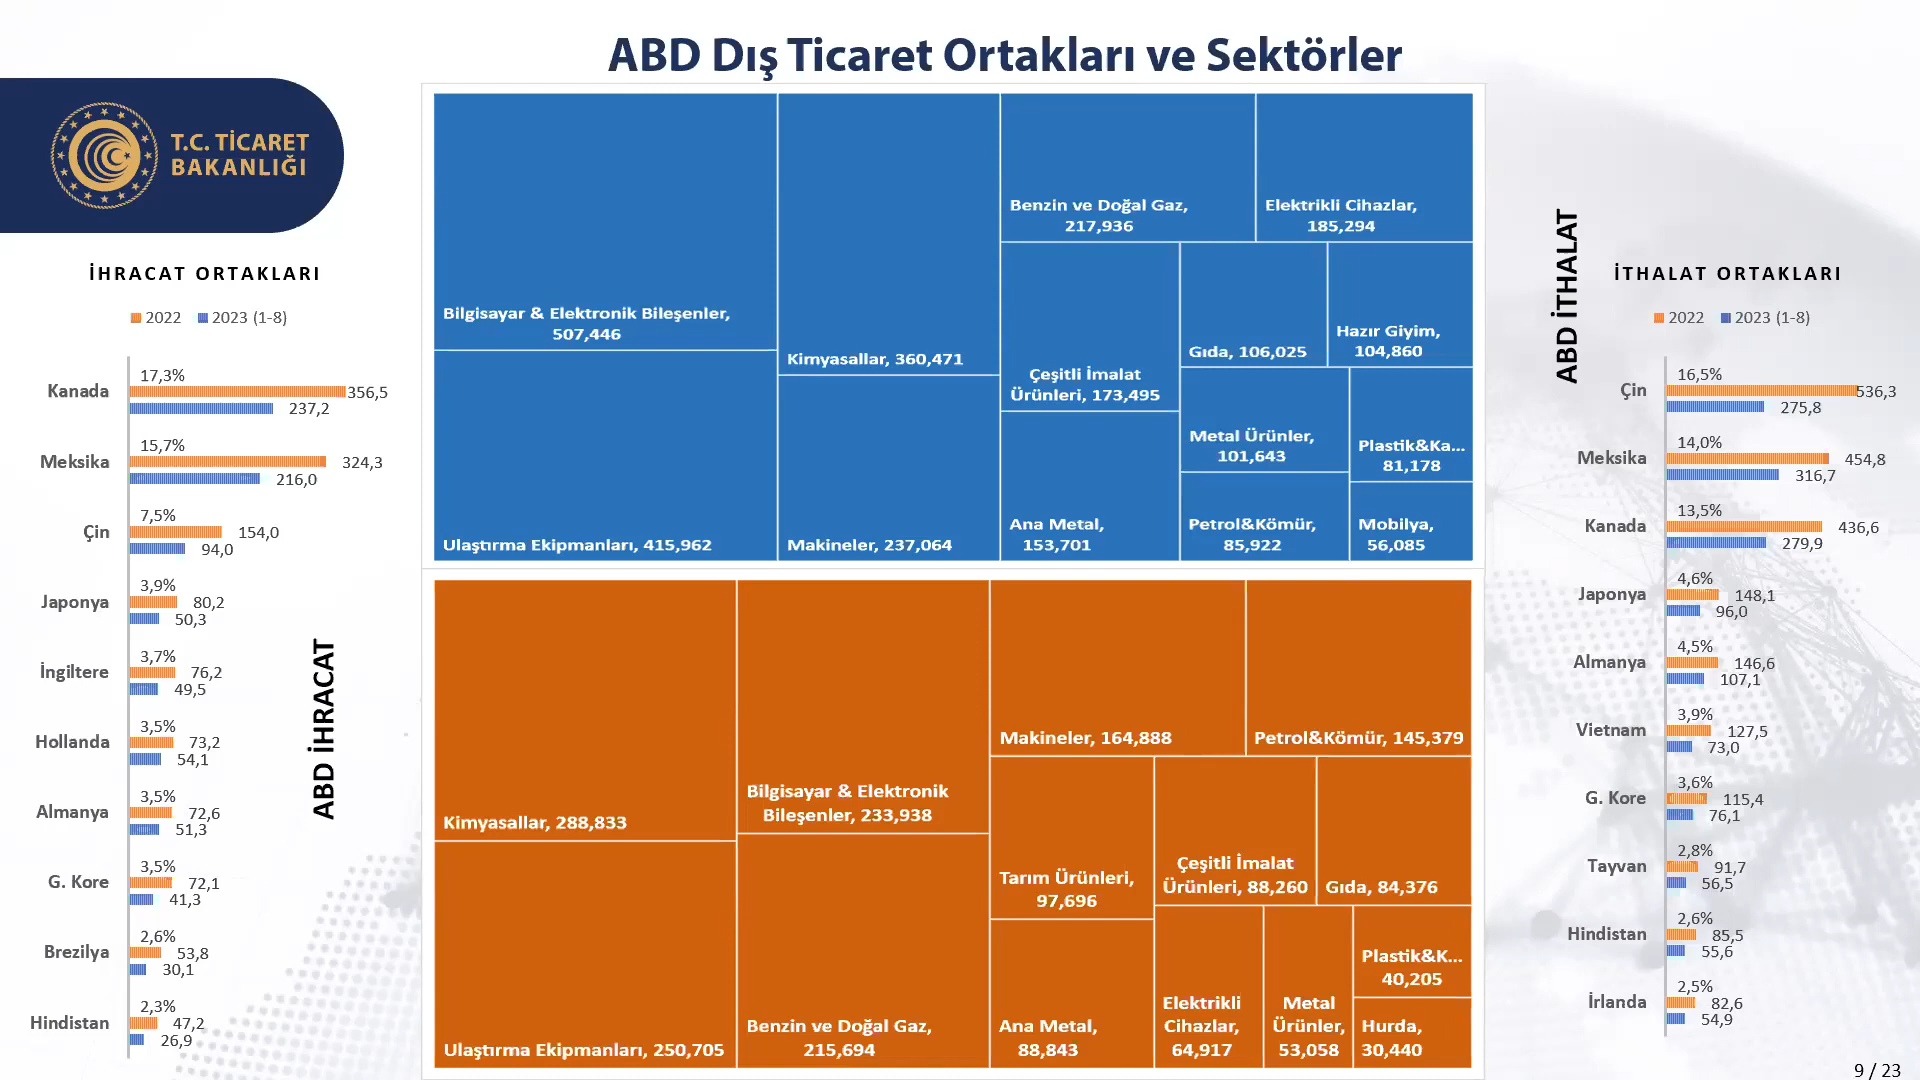 ABD Dış Ticaret Ortakları ve Sektörler
T.C. TİCARET
BAKANLIĞI
İHRACAT ORTAKLARI
2022
2023 (1-8)
Kanada
17,3%
356,5
237,2
Meksika
15,7%
324,3
216,0
Çin
7,5%
154,0
94,0
Japonya
3,9%
80,2
50,3
İngiltere
3,7%
76,2
49,5
Hollanda
3,5%
73,2
54,1
Almanya
3,5%
72,6
51,3
G. Kore
3,5%
72,1
41,3
Brezilya
2,6%
53,8
30,1
Hindistan
2,3%
47,2
26,9
ABD İHRACAT
Bilgisayar & Elektronik Bileşenler,
507,446
Ulaştırma Ekipmanları, 415,962
Kimyasallar, 360,471
Makineler, 237,064
Benzin ve Doğal Gaz,
217,936
Elektrikli Cihazlar,
185,294
Çeşitli İmalat
Ürünleri, 173,495
Ana Metal,
153,701
Gıda, 106,025
Hazır Giyim,
104,860
Metal Ürünler,
101,643
Petrol&Kömür,
85,922
Plastik&Ka...
81,178
Mobilya,
56,085
Kimyasallar, 288,833
Ulaştırma Ekipmanları, 250,705
Bilgisayar & Elektronik
Bileşenler, 233,938
Benzin ve Doğal Gaz,
215,694
Makineler, 164,888
Petrol&Kömür, 145,379
Tarım Ürünleri,
97,696
Ana Metal,
88,843
Çeşitli İmalat
Ürünleri, 88,260
Gıda, 84,376
Elektrikli
Cihazlar,
64,917
Metal
Ürünler,
53,058
Plastik&K...
40,205
Hurda,
30,440
ABD İTHALAT
İTHALAT ORTAKLARI
2022
2023 (1-8)
Çin
16,5%
536,3
275,8
Meksika
14,0%
454,8
316,7
Kanada
13,5%
436,6
279,9
Japonya
4,6%
148,1
96,0
Almanya
4,5%
146,6
107,1
Vietnam
3,9%
127,5
73,0
G. Kore
3,6%
115,4
76,1
Tayvan
2,8%
91,7
56,5
Hindistan
2,6%
85,5
55,6
İrlanda
2,5%
82,6
54,9
9 / 23